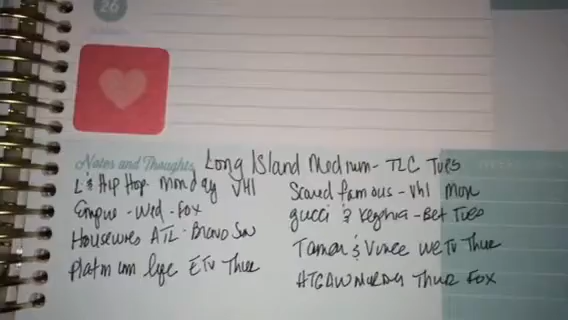 26
Notes and Thoughts Long Island Medium - TLC Tues
L & Hip Hop - Monday VH1
Empire - Wed - Fox
Housewives ATL - Bravo Sun
Platinum life ETV Thur
Scared famous - Vh1 Mon
gucci & Keyshia - Bet Tues
Tamar & Vince WeTV Thur
HTGAWMurder Thur Fox